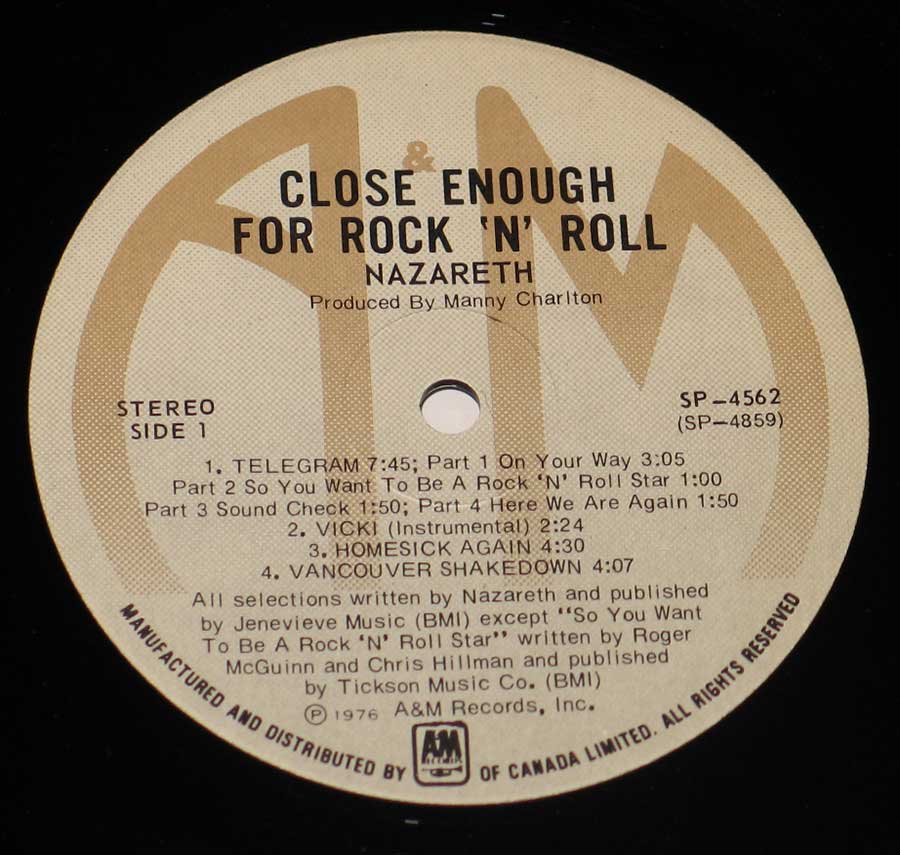 &
CLOSE ENOUGH
FOR ROCK 'N' ROLL
NAZARETH
Produced By Manny Charlton
STEREO
SIDE 1
SP-4562
(SP-4859)
1. TELEGRAM 7:45; Part 1 On Your Way 3:05
Part 2 So You Want To Be A Rock 'N' Roll Star 1:00
Part 3 Sound Check 1:50; Part 4 Here We Are Again 1:50
2. VICKI (Instrumental) 2:24
3. HOMESICK AGAIN 4:30
4. VANCOUVER SHAKEDOWN 4:07
All selections written by Nazareth and published
by Jenevieve Music (BMI) except "So You Want
To Be A Rock 'N' Roll Star" written by Roger
McGuinn and Chris Hillman and published
by Tickson Music Co. (BMI)
Ⓟ 1976 A&M Records, Inc.
MANUFACTURED AND DISTRIBUTED BY A&M RECORDS OF CANADA LIMITED. ALL RIGHTS RESERVED